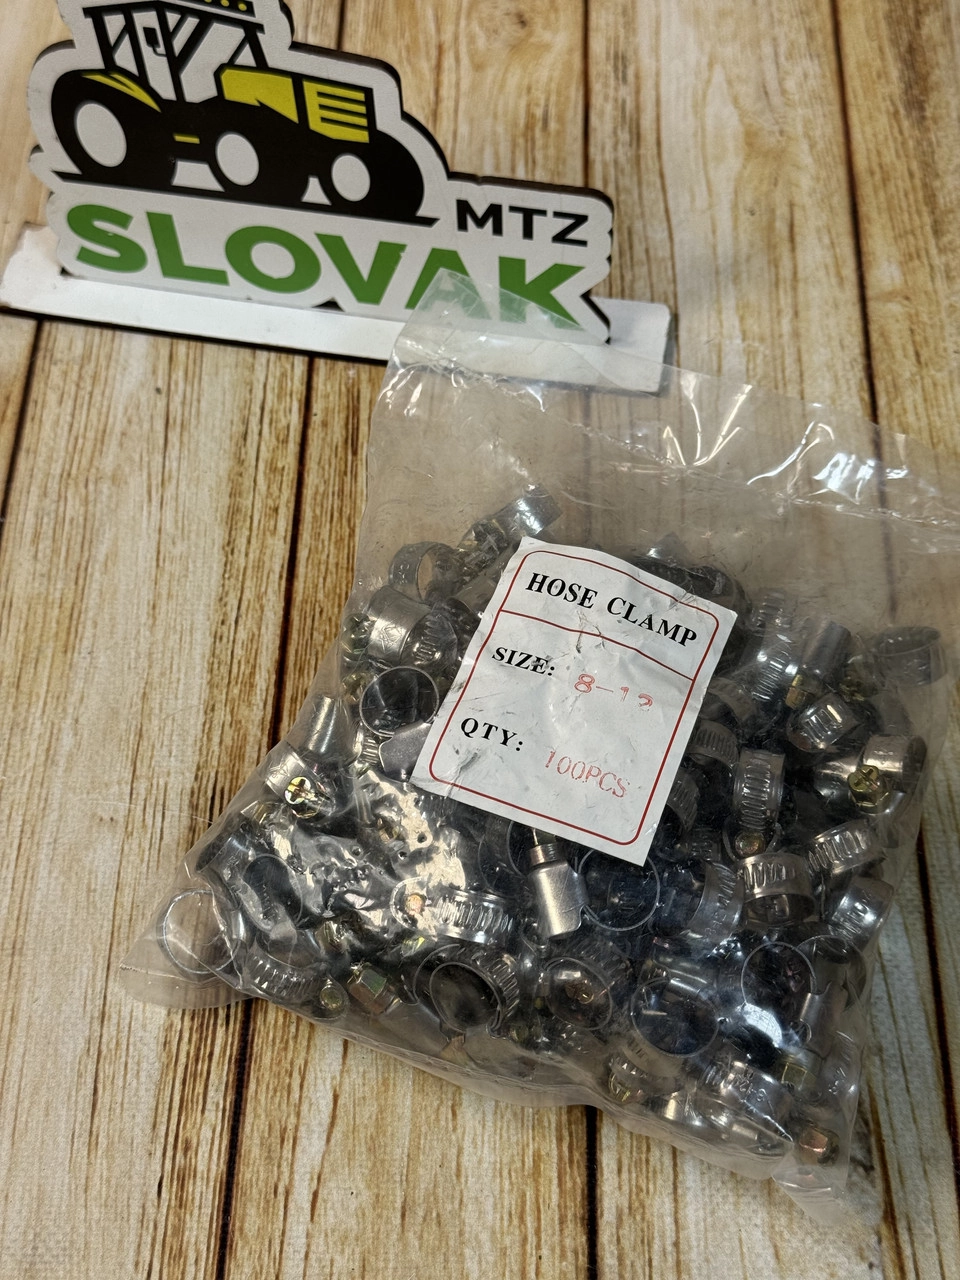 MTZ
SLOVAK
HOSE CLAMP
SIZE: 8-12
QTY: 100PCS